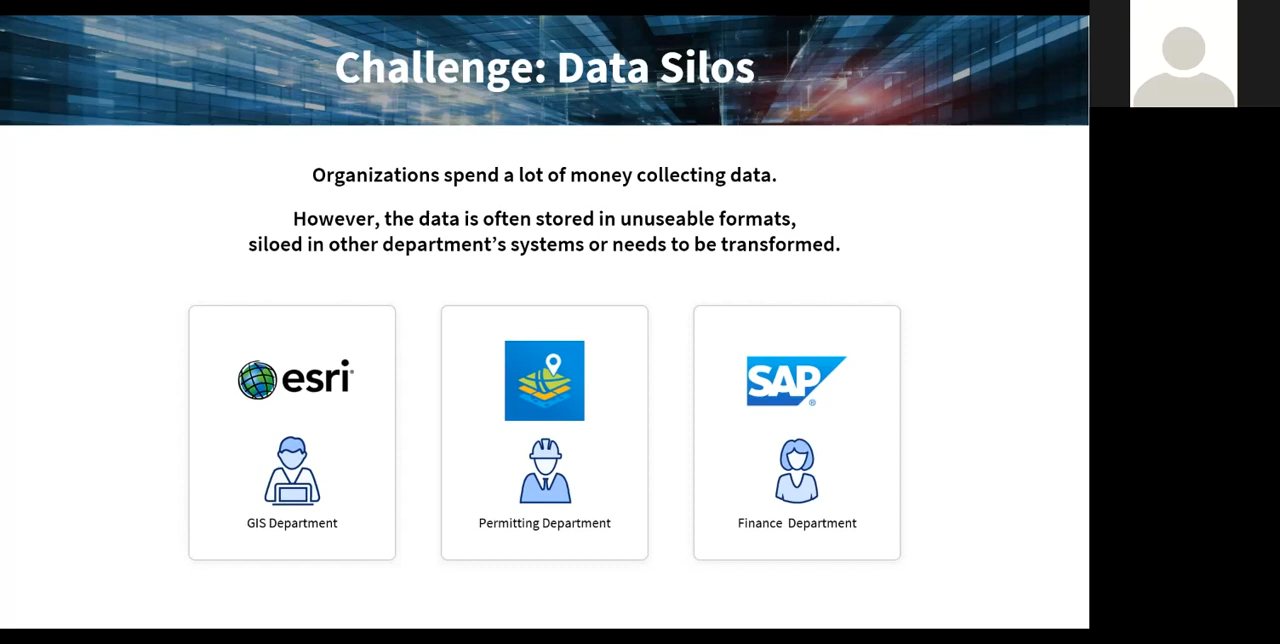 Challenge: Data Silos
Organizations spend a lot of money collecting data.
However, the data is often stored in unuseable formats,
siloed in other department's systems or needs to be transformed.
esri
SAP
GIS Department
Permitting Department
Finance Department